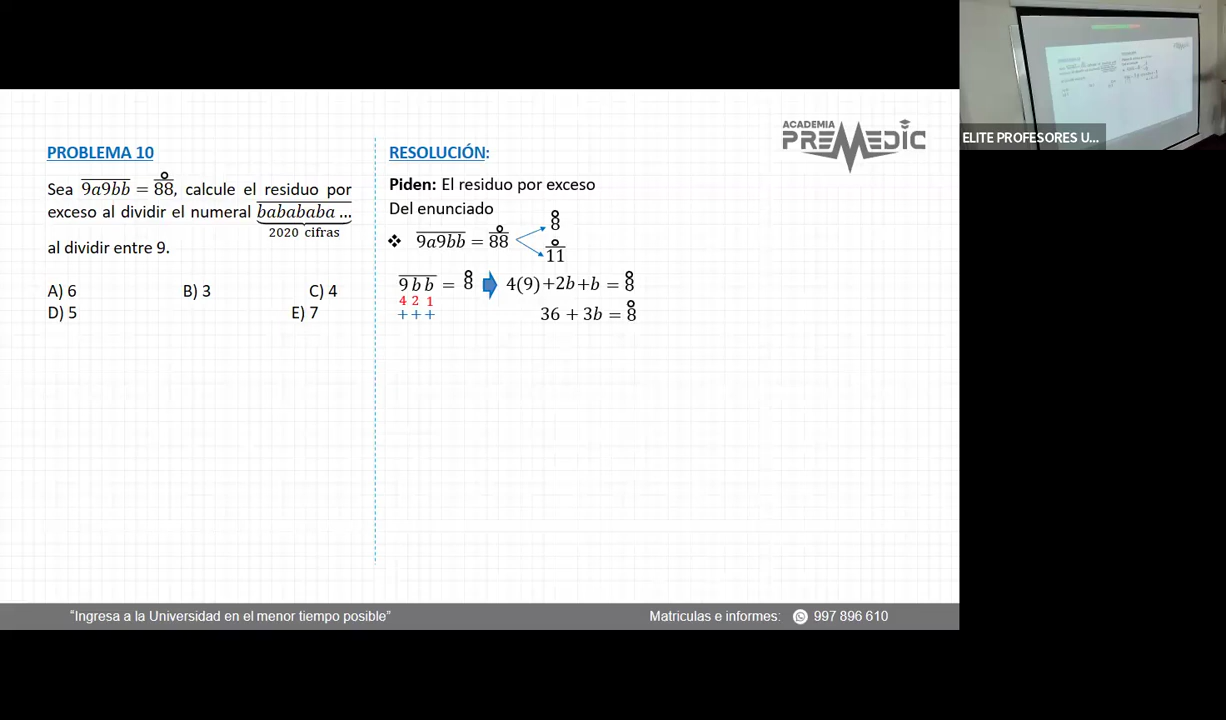 ACADEMIA
PREMEDIC
ELITE PROFESORES U...
PROBLEMA 10
Sea 9a9bb = 88, calcule el residuo por
exceso al dividir el numeral babababa ...
2020 cifras
al dividir entre 9.
A) 6 B) 3 C) 4
D) 5 E) 7
RESOLUCIÓN:
Piden: El residuo por exceso
Del enunciado
8
❖ 9a9bb = 88
11
9bb = 8 4(9)+2b+b = 8
4 2 1
+ + +
36 + 3b = 8
“Ingresa a la Universidad en el menor tiempo posible”
Matriculas e informes: 997 896 610